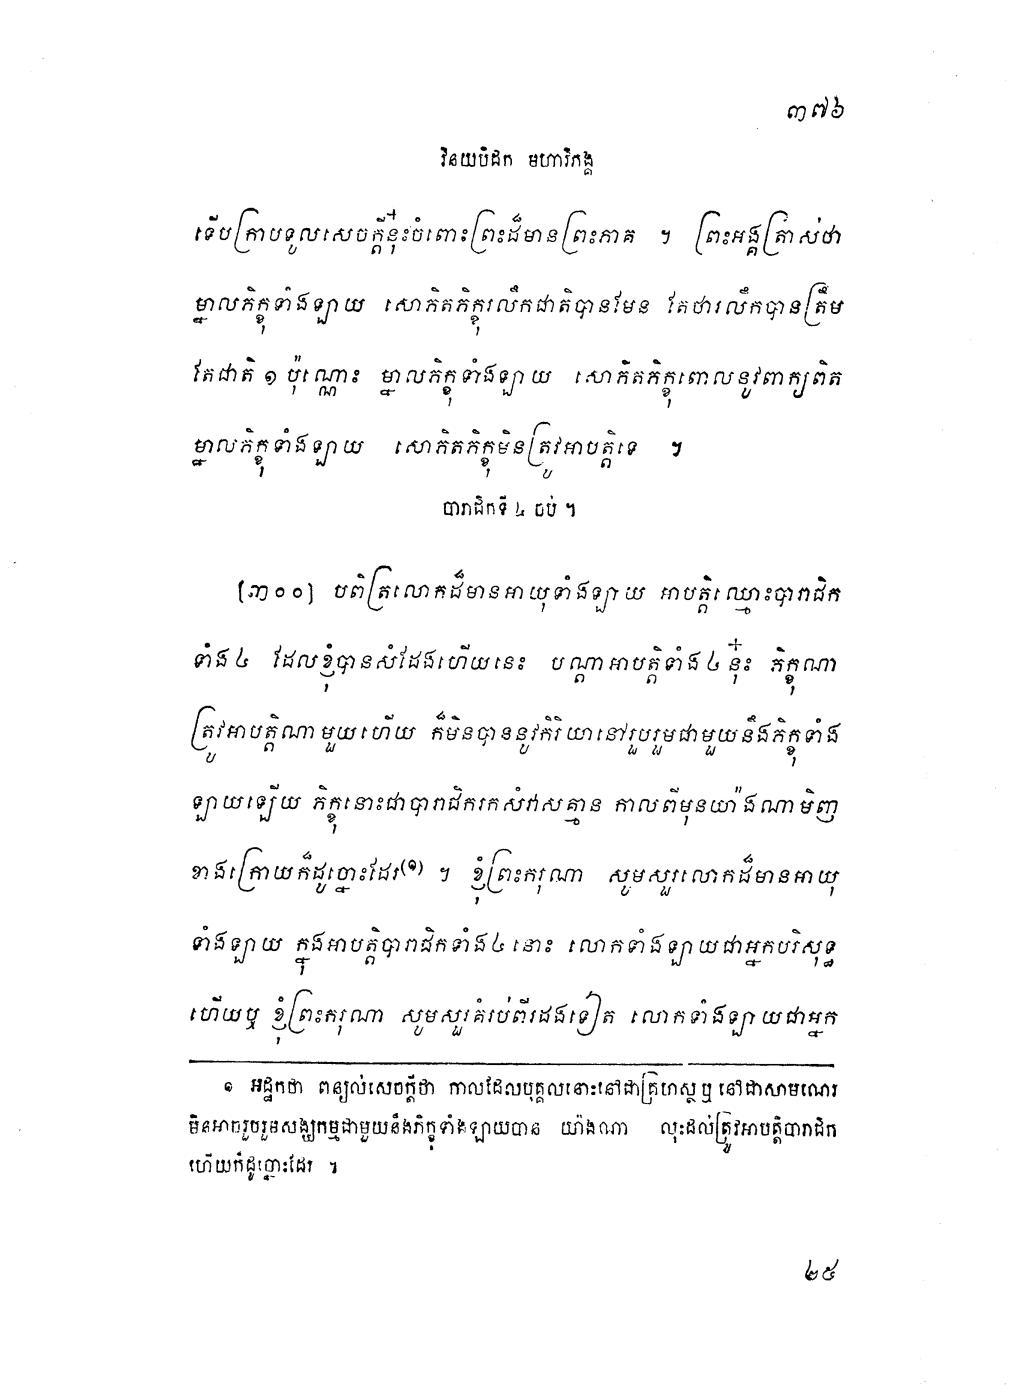 ៣៧៦
វិនយបិដក មហាវិភង្គ
ទើបក្រាបទូលសេចក្តីនុ៎ះចំពោះព្រះដ៏មានព្រះភាគ ។ ព្រះអង្គត្រាស់ថា
ម្នាលភិក្ខុទាំងឡាយ សោភិតភិក្ខុរលឹកជាតិបានមែន តែថារលឹកបានត្រឹម
តែជាតិ ១ ប៉ុណ្ណោះ ម្នាលភិក្ខុទាំងឡាយ សោភិតភិក្ខុពោលនូវពាក្យពិត
ម្នាលភិក្ខុទាំងឡាយ សោភិតភិក្ខុមិនត្រូវអាបត្តិទេ ។
បារាជិកទី ៤ ចប់ ។
[៣០០] បពិត្រលោកដ៏មានអាយុទាំងឡាយ អាបត្តិឈ្មោះបារាជិក
ទាំង៤ ដែលខ្ញុំបានសំដែងហើយនេះ បណ្តាអាបត្តិទាំង៤នុ៎ះ ភិក្ខុណា
ត្រូវអាបត្តិណាមួយហើយ ក៏មិនបាននូវកិរិយានៅរួបរួមជាមួយនឹងភិក្ខុទាំង
ឡាយឡើយ ភិក្ខុនោះជាបារាជិករកសំវាសគ្មាន កាលពីមុនយ៉ាងណាមិញ
ខាងក្រោយក៏ដូច្នោះដែរ(១) ។ ខ្ញុំព្រះករុណា សូមសួរលោកដ៏មានអាយុ
ទាំងឡាយ ក្នុងអាបត្តិបារាជិកទាំង៤នោះ លោកទាំងឡាយជាអ្នកបរិសុទ្ធ
ហើយឬ ខ្ញុំព្រះករុណា សូមសួរគំរប់ពីរដងទៀត លោកទាំងឡាយជាអ្នក
១ អដ្ឋកថា ពន្យល់សេចក្តីថា កាលដែលបុគ្គលនោះនៅជាគ្រហស្ថឬ នៅជាសាមណេរ
មិនអាចរួបរួមសង្ឃកម្មជាមួយនឹងភិក្ខុទាំងឡាយបាន យ៉ាងណា លុះដល់ត្រូវអាបត្តិបារាជិក
ហើយក៏ដូច្នោះដែរ ។
២៥